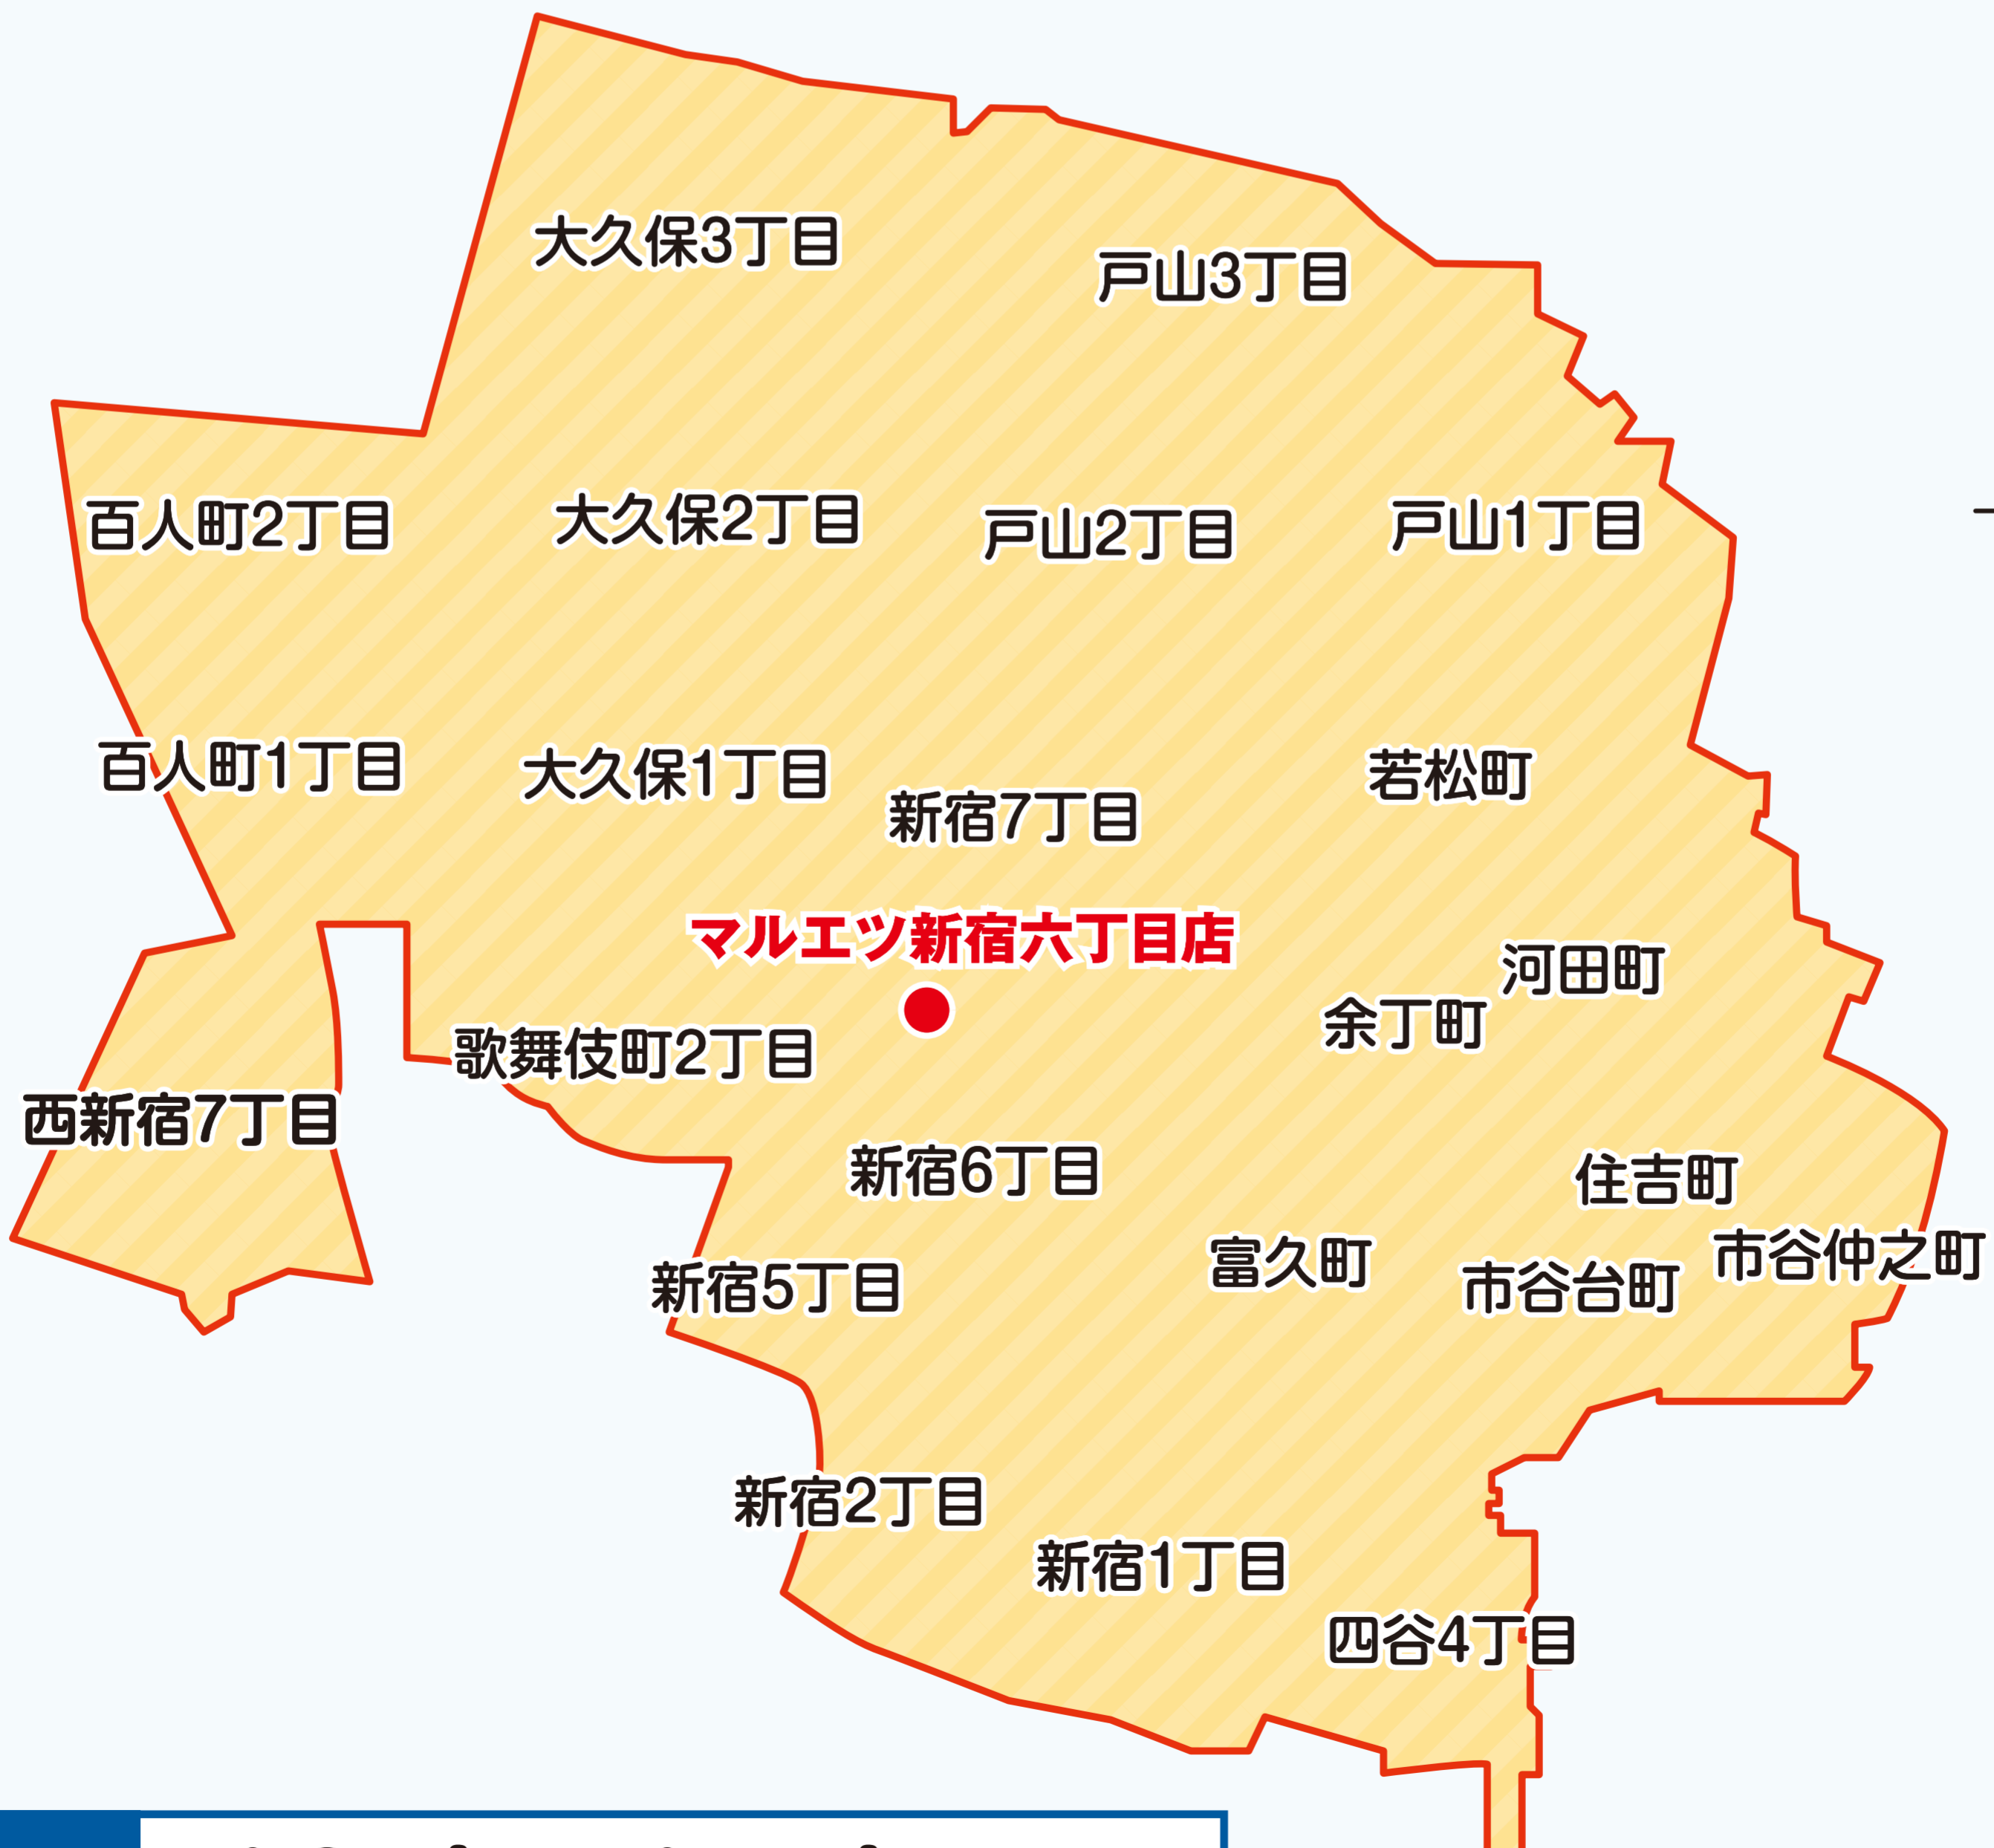 大久保3丁目
戸山3丁目
百人町2丁目
大久保2丁目
戸山2丁目
戸山1丁目
百人町1丁目
大久保1丁目
若松町
新宿7丁目
マルエツ新宿六丁目店
河田町
余丁町
歌舞伎町2丁目
西新宿7丁目
新宿6丁目
住吉町
市谷仲之町
富久町
新宿5丁目
市谷台町
新宿2丁目
新宿1丁目
四谷4丁目